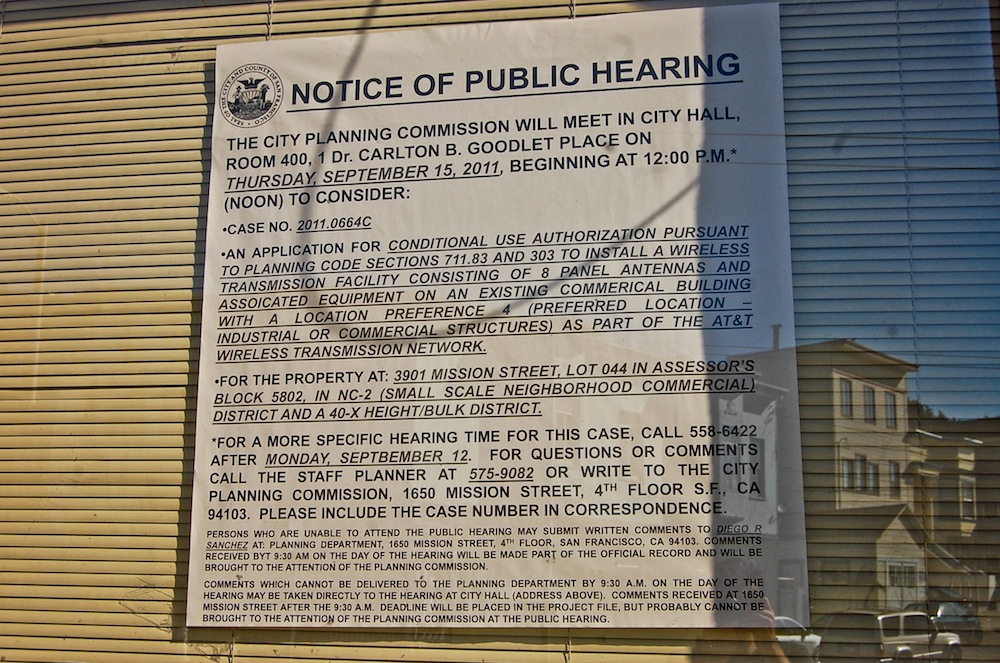 SEAL OF THE CITY AND COUNTY OF SAN FRANCISCO
NOTICE OF PUBLIC HEARING
THE CITY PLANNING COMMISSION WILL MEET IN CITY HALL,
ROOM 400, 1 Dr. CARLTON B. GOODLET PLACE ON
THURSDAY, SEPTEMBER 15, 2011, BEGINNING AT 12:00 P.M.*
(NOON) TO CONSIDER:
•CASE NO. 2011.0664C
•AN APPLICATION FOR CONDITIONAL USE AUTHORIZATION PURSUANT
TO PLANNING CODE SECTIONS 711.83 AND 303 TO INSTALL A WIRELESS
TRANSMISSION FACILITY CONSISTING OF 8 PANEL ANTENNAS AND
ASSOICATED EQUIPMENT ON AN EXISTING COMMERICAL BUILDING
WITH A LOCATION PREFERENCE 4 (PREFERRED LOCATION –
INDUSTRIAL OR COMMERCIAL STRUCTURES) AS PART OF THE AT&T
WIRELESS TRANSMISSION NETWORK.
•FOR THE PROPERTY AT: 3901 MISSION STREET, LOT 044 IN ASSESSOR'S
BLOCK 5802, IN NC-2 (SMALL SCALE NEIGHBORHOOD COMMERCIAL)
DISTRICT AND A 40-X HEIGHT/BULK DISTRICT.
*FOR A MORE SPECIFIC HEARING TIME FOR THIS CASE, CALL 558-6422
AFTER MONDAY, SEPTBEMBER 12. FOR QUESTIONS OR COMMENTS
CALL THE STAFF PLANNER AT 575-9082 OR WRITE TO THE CITY
PLANNING COMMISSION, 1650 MISSION STREET, 4TH FLOOR S.F., CA
94103. PLEASE INCLUDE THE CASE NUMBER IN CORRESPONDENCE.
PERSONS WHO ARE UNABLE TO ATTEND THE PUBLIC HEARING MAY SUBMIT WRITTEN COMMENTS TO DIEGO R
SANCHEZ AT: PLANNING DEPARTMENT, 1650 MISSION STREET, 4TH FLOOR, SAN FRANCISCO, CA 94103. COMMENTS
RECEIVED BYT 9:30 AM ON THE DAY OF THE HEARING WILL BE MADE PART OF THE OFFICIAL RECORD AND WILL BE
BROUGHT TO THE ATTENTION OF THE PLANNING COMMISSION.
COMMENTS WHICH CANNOT BE DELIVERED TO THE PLANNING DEPARTMENT BY 9:30 A.M. ON THE DAY OF THE
HEARING MAY BE TAKEN DIRECTLY TO THE HEARING AT CITY HALL (ADDRESS ABOVE). COMMENTS RECEIVED AT 1650
MISSION STREET AFTER THE 9:30 A.M. DEADLINE WILL BE PLACED IN THE PROJECT FILE, BUT PROBABLY CANNOT BE
BROUGHT TO THE ATTENTION OF THE PLANNING COMMISSION AT THE PUBLIC HEARING.